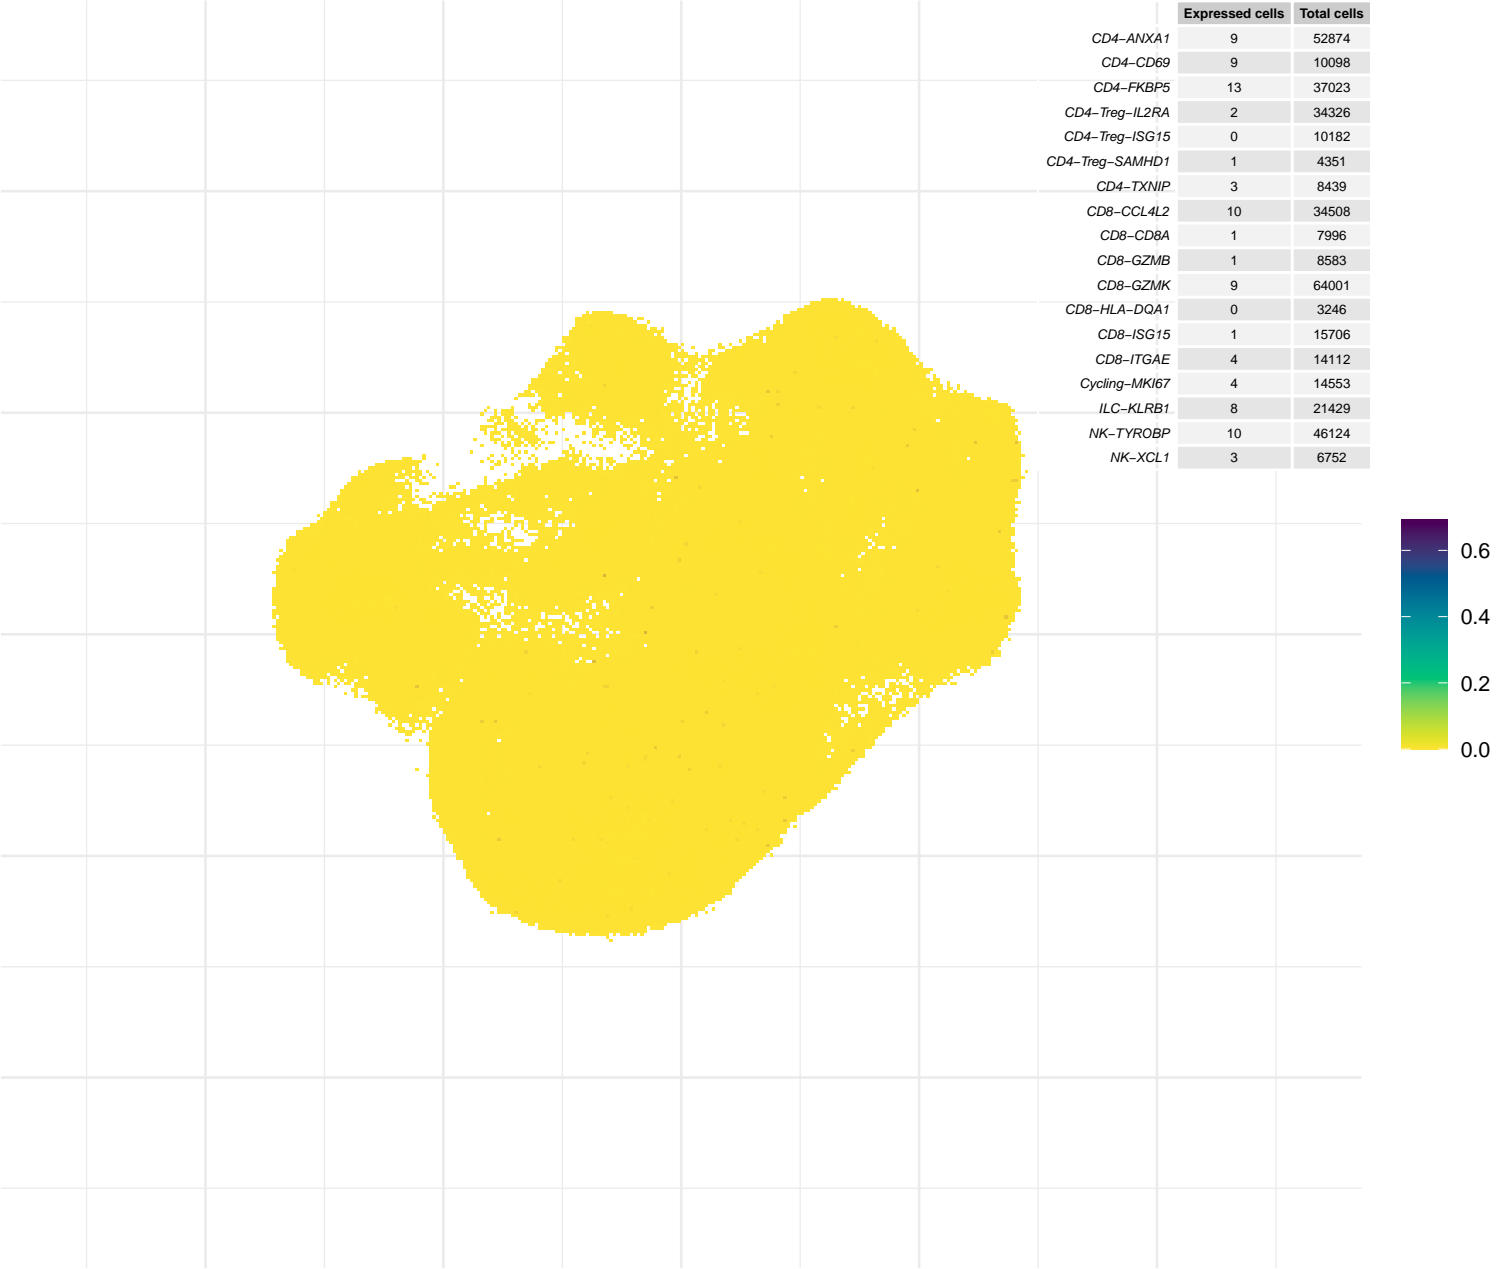 Expressed cells Total cells
CD4−ANXA1 9 52874
CD4−CD69 9 10098
CD4−FKBP5 13 37023
CD4−Treg−IL2RA 2 34326
CD4−Treg−ISG15 0 10182
CD4−Treg−SAMHD1 1 4351
CD4−TXNIP 3 8439
CD8−CCL4L2 10 34508
CD8−CD8A 1 7996
CD8−GZMB 1 8583
CD8−GZMK 9 64001
CD8−HLA−DQA1 0 3246
CD8−ISG15 1 15706
CD8−ITGAE 4 14112
Cycling−MKI67 4 14553
ILC−KLRB1 8 21429
NK−TYROBP 10 46124
NK−XCL1 3 6752
0.6
0.4
0.2
0.0